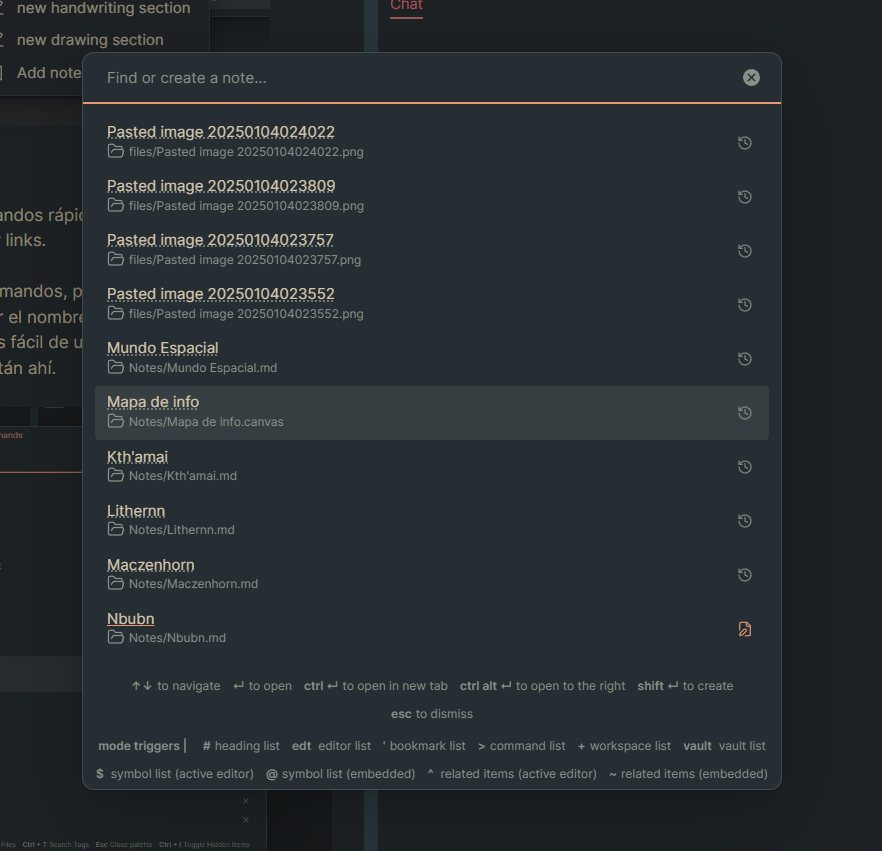 new handwriting section
Chat
new drawing section
Add note
Find or create a note...
Pasted image 20250104024022
files/Pasted image 20250104024022.png
Pasted image 20250104023809
files/Pasted image 20250104023809.png
andos rápi
Pasted image 20250104023757
links.
files/Pasted image 20250104023757.png
mandos, p
Pasted image 20250104023552
r el nombre
files/Pasted image 20250104023552.png
s fácil de u
Mundo Espacial
tán ahí.
Notes/Mundo Espacial.md
Mapa de info
Notes/Mapa de info.canvas
mands
Kth'amai
Notes/Kth'amai.md
Lithernn
Notes/Lithernn.md
Maczenhorn
Notes/Maczenhorn.md
Nbubn
Notes/Nbubn.md
↑↓ to navigate ↵ to open ctrl ↵ to open in new tab ctrl alt ↵ to open to the right shift ↵ to create
esc to dismiss
mode triggers | # heading list edt editor list ' bookmark list > command list + workspace list vault vault list
$ symbol list (active editor) @ symbol list (embedded) ^ related items (active editor) ~ related items (embedded)
Files Ctrl + T Search Tags Esc Close palette Ctrl + I Toggle Hidden Items